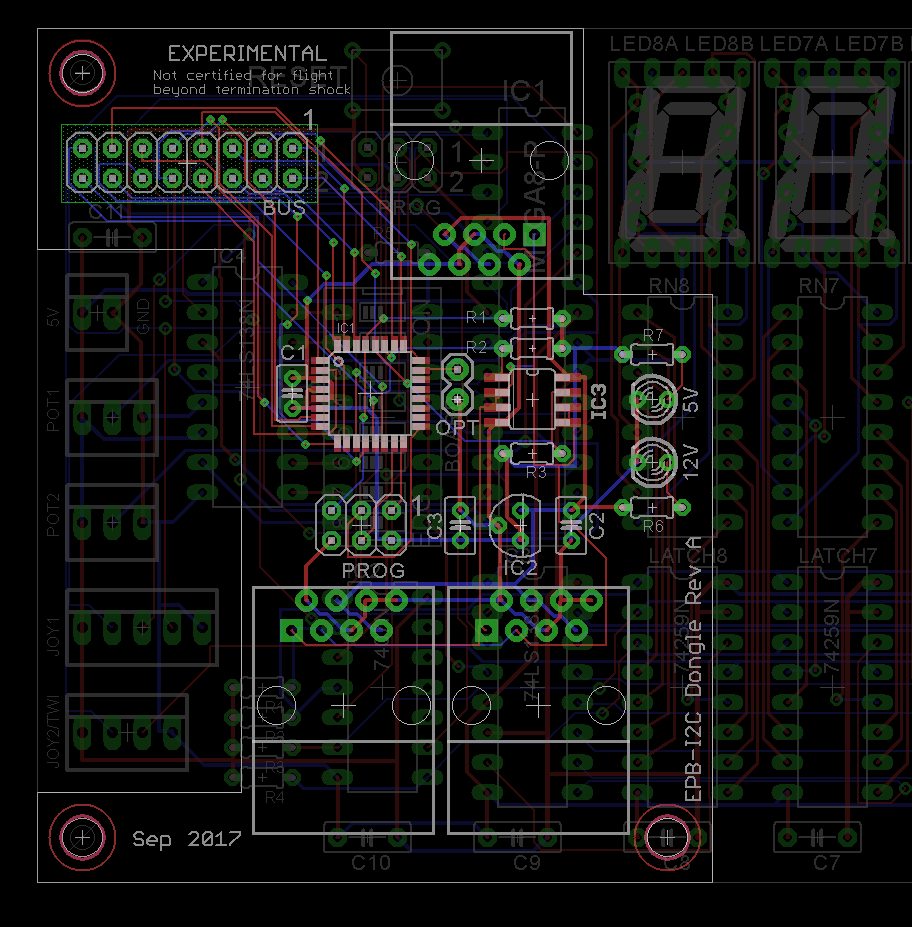 EXPERIMENTAL
Not certified for flight
beyond termination shock
RESET
LED8A LED8B LED7A LED7B
IC1
1
1
2
PROG
BUS
IC4
RN8
RN7
5V
GND
IC1
R1
R2
R7
C1
POT1
OPT
IC3
5V
12V
R3
R6
POT2
1
C3
C2
PROG
IC2
LATCH8
LATCH7
74259N
74259N
JOY1
JOY2/TWI
EPB-I2C Dongle Rev A
R4
Sep 2017
C10
C9
C8
C7